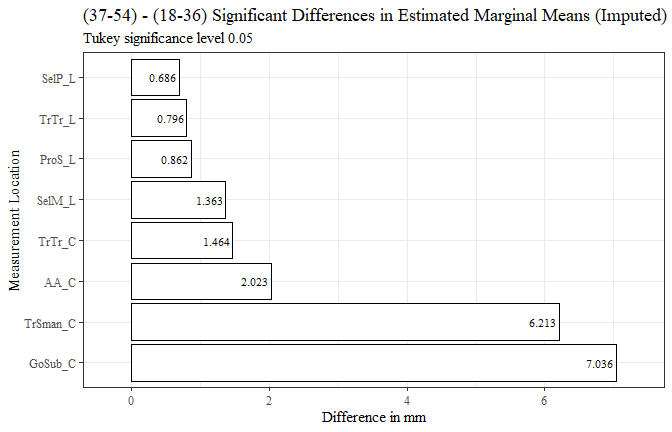 (37-54) - (18-36) Significant Differences in Estimated Marginal Means (Imputed)
Tukey significance level 0.05
Measurement Location
SelP_L 0.686
TrTr_L 0.796
ProS_L 0.862
SelM_L 1.363
TrTr_C 1.464
AA_C 2.023
TrSman_C 6.213
GoSub_C 7.036
0 2 4 6
Difference in mm